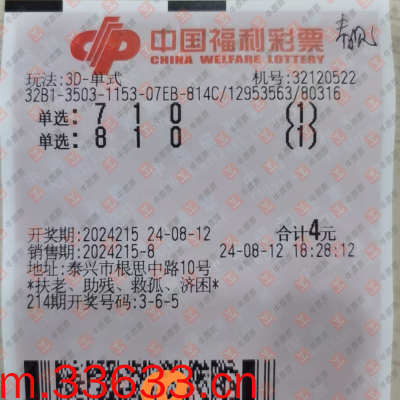 中国福利彩票
CHINA WELFARE LOTTERY
玩法:3D-单式 机号:32120522
32B1-3503-1153-07EB-814C/12953563/80316
单选: 7 1 0 (1)
单选: 8 1 0 (1)
开奖期:2024215 24-08-12 合计4元
销售期:2024215-8 24-08-12 18:28:12
地址:泰兴市根思中路10号
*扶老、助残、救孤、济困*
214期开奖号码:3-6-5
m.33633.cn